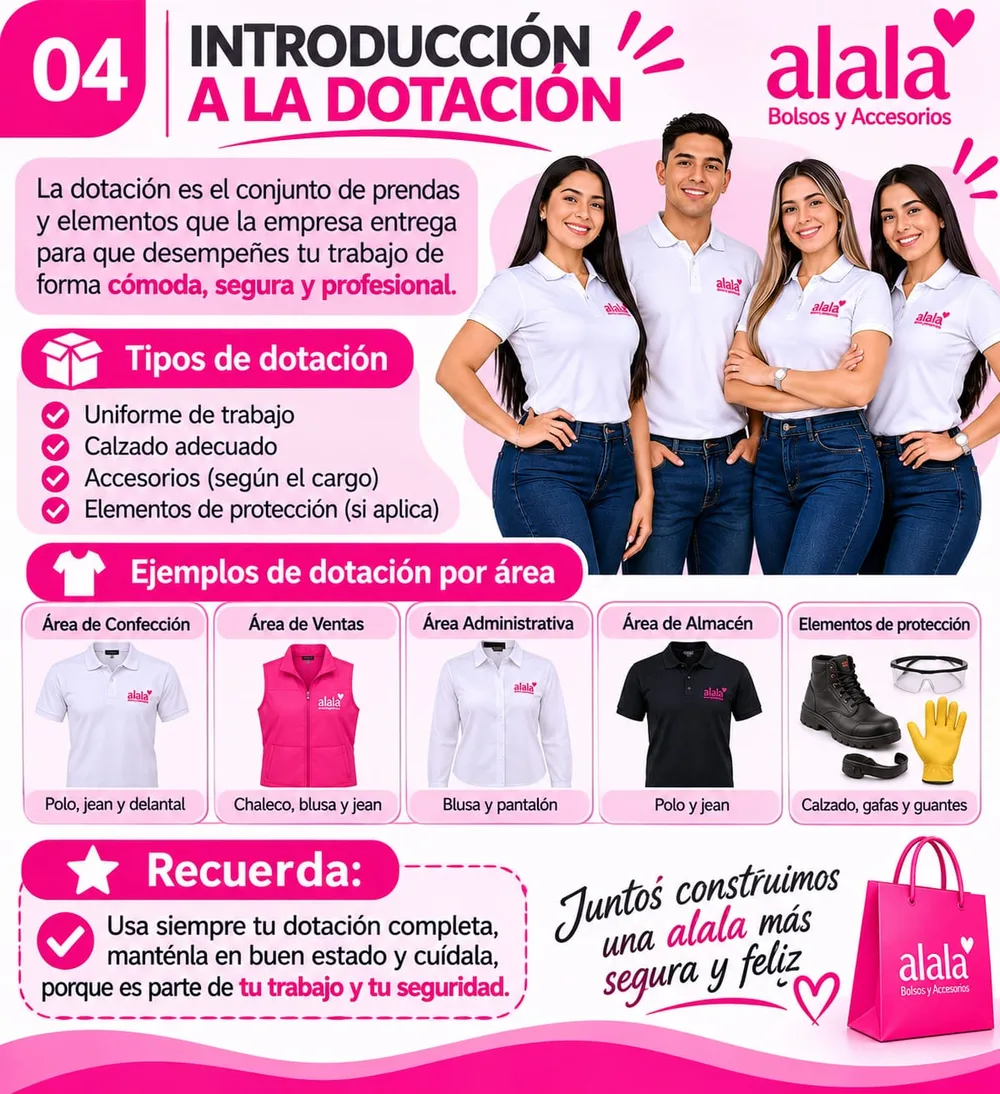 04
INTRODUCCIÓN
A LA DOTACIÓN
alala
Bolsos y Accesorios
La dotación es el conjunto de prendas
y elementos que la empresa entrega
para que desempeñes tu trabajo de
forma cómoda, segura y profesional.
alala
alala
alala
alala
Tipos de dotación
Uniforme de trabajo
Calzado adecuado
Accesorios (según el cargo)
Elementos de protección (si aplica)
Ejemplos de dotación por área
Área de Confección
alala
Polo, jean y delantal
Área de Ventas
alala
Chaleco, blusa y jean
Área Administrativa
alala
Blusa y pantalón
Área de Almacén
alala
Polo y jean
Elementos de protección
Calzado, gafas y guantes
Recuerda:
Usa siempre tu dotación completa,
manténla en buen estado y cuídala,
porque es parte de tu trabajo y tu seguridad.
Juntos construimos
una alala más
segura y feliz
alala
Bolsos y Accesorios